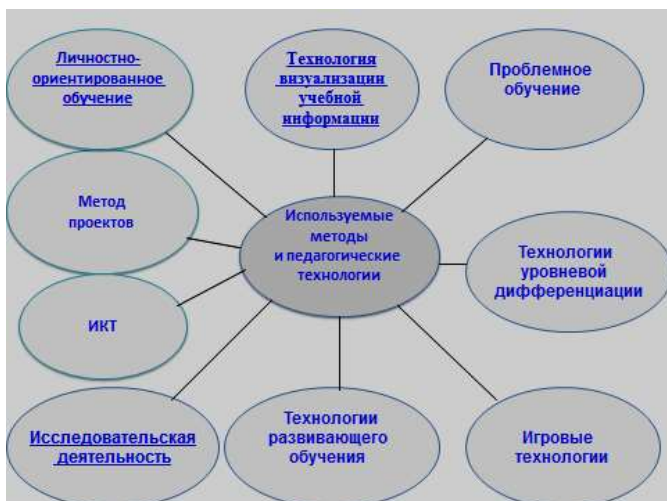 Личностно-
ориентированное
обучение
Технология
визуализации
учебной
информации
Проблемное
обучение
Метод
проектов
Используемые
методы
и педагогические
технологии
Технологии
уровневой
дифференциации
ИКТ
Исследовательская
деятельность
Технологии
развивающего
обучения
Игровые
технологии